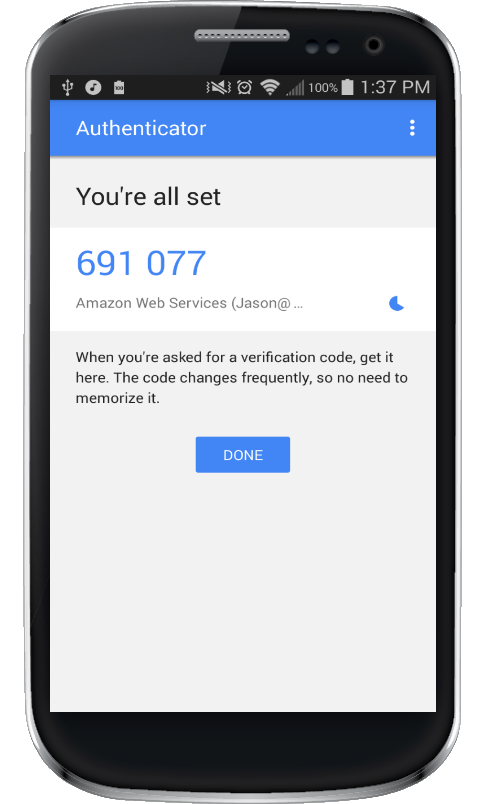 100% 1:37 PM
Authenticator
You're all set
691 077
Amazon Web Services (Jason@ ...
When you're asked for a verification code, get it
here. The code changes frequently, so no need to
memorize it.
DONE